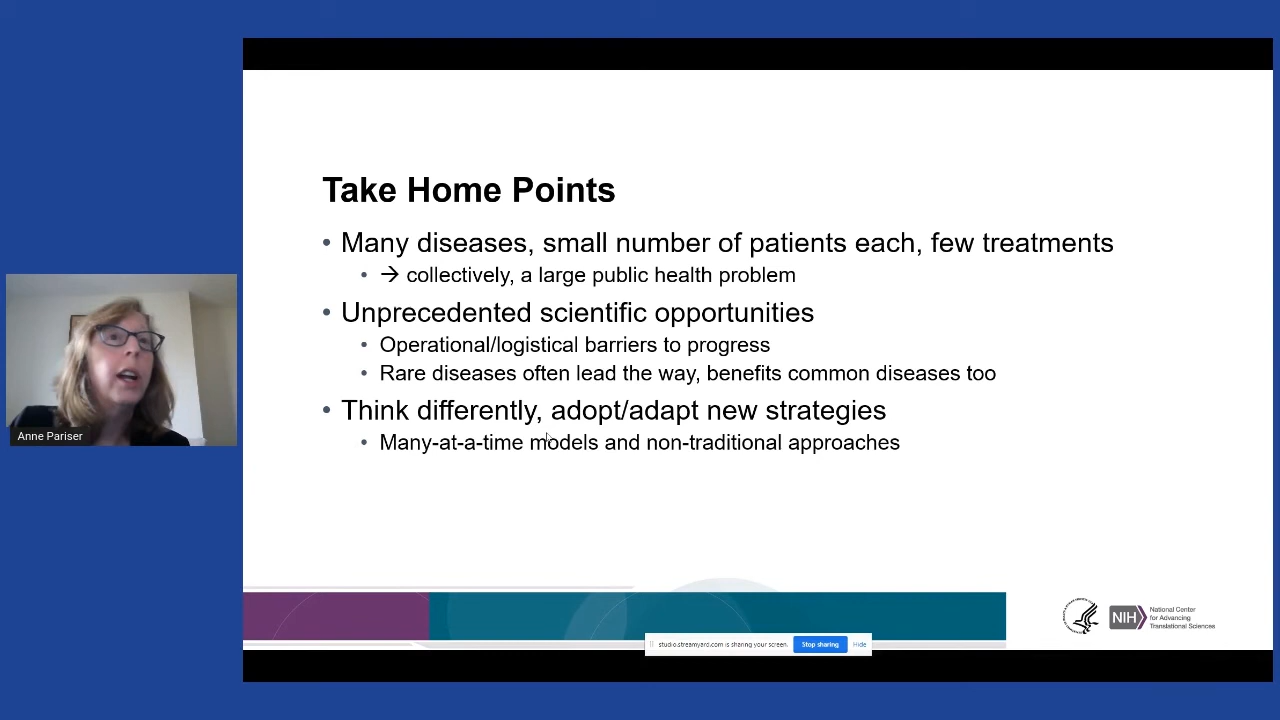 Take Home Points
• Many diseases, small number of patients each, few treatments
• → collectively, a large public health problem
• Unprecedented scientific opportunities
• Operational/logistical barriers to progress
• Rare diseases often lead the way, benefits common diseases too
• Think differently, adopt/adapt new strategies
• Many-at-a-time models and non-traditional approaches
Anne Pariser
NIH
National Center
for Advancing
Translational Sciences
studio.streamyard.com is sharing your screen.
Stop sharing
Hide